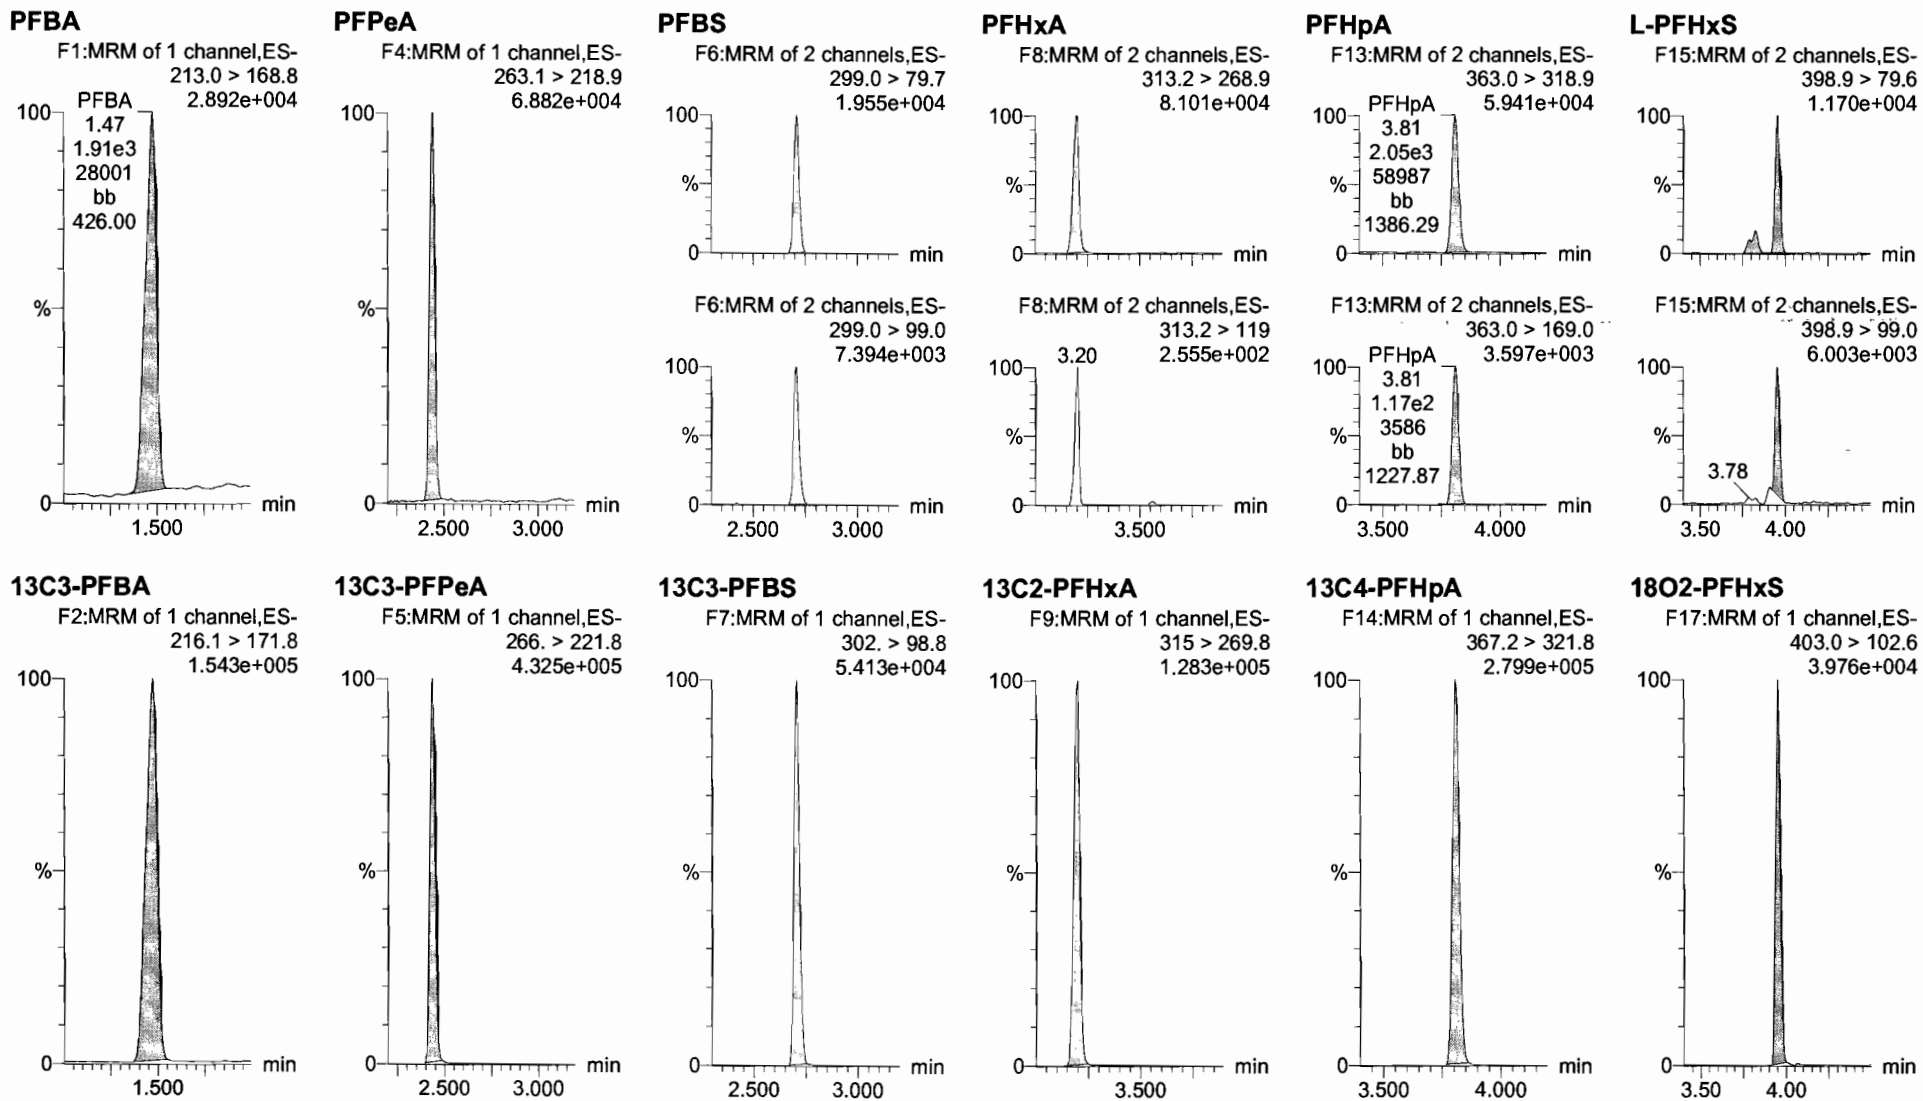 PFBA
F1:MRM of 1 channel,ES-
213.0 > 168.8
2.892e+004
PFBA
1.47
1.91e3
28001
bb
426.00
100
%
0
min
1.500
PFPeA
F4:MRM of 1 channel,ES-
263.1 > 218.9
6.882e+004
100
%
0
min
2.500 3.000
PFBS
F6:MRM of 2 channels,ES-
299.0 > 79.7
1.955e+004
100
%
0
min
F6:MRM of 2 channels,ES-
299.0 > 99.0
7.394e+003
100
%
0
min
2.500 3.000
PFHxA
F8:MRM of 2 channels,ES-
313.2 > 268.9
8.101e+004
100
%
0
min
F8:MRM of 2 channels,ES-
313.2 > 119
2.555e+002
3.20
100
%
0
min
3.500
PFHpA
F13:MRM of 2 channels,ES-
363.0 > 318.9
5.941e+004
PFHpA
3.81
2.05e3
58987
bb
1386.29
100
%
0
min
F13:MRM of 2 channels,ES-
363.0 > 169.0
3.597e+003
PFHpA
3.81
1.17e2
3586
bb
1227.87
100
%
0
min
3.500 4.000
L-PFHxS
F15:MRM of 2 channels,ES-
398.9 > 79.6
1.170e+004
100
%
0
min
F15:MRM of 2 channels,ES-
398.9 > 99.0
6.003e+003
100
%
3.78
0
min
3.50 4.00
13C3-PFBA
F2:MRM of 1 channel,ES-
216.1 > 171.8
1.543e+005
100
%
0
min
1.500
13C3-PFPeA
F5:MRM of 1 channel,ES-
266. > 221.8
4.325e+005
100
%
0
min
2.500 3.000
13C3-PFBS
F7:MRM of 1 channel,ES-
302. > 98.8
5.413e+004
100
%
0
min
2.500 3.000
13C2-PFHxA
F9:MRM of 1 channel,ES-
315 > 269.8
1.283e+005
100
%
0
min
3.500
13C4-PFHpA
F14:MRM of 1 channel,ES-
367.2 > 321.8
2.799e+005
100
%
0
min
3.500 4.000
18O2-PFHxS
F17:MRM of 1 channel,ES-
403.0 > 102.6
3.976e+004
100
%
0
min
3.50 4.00